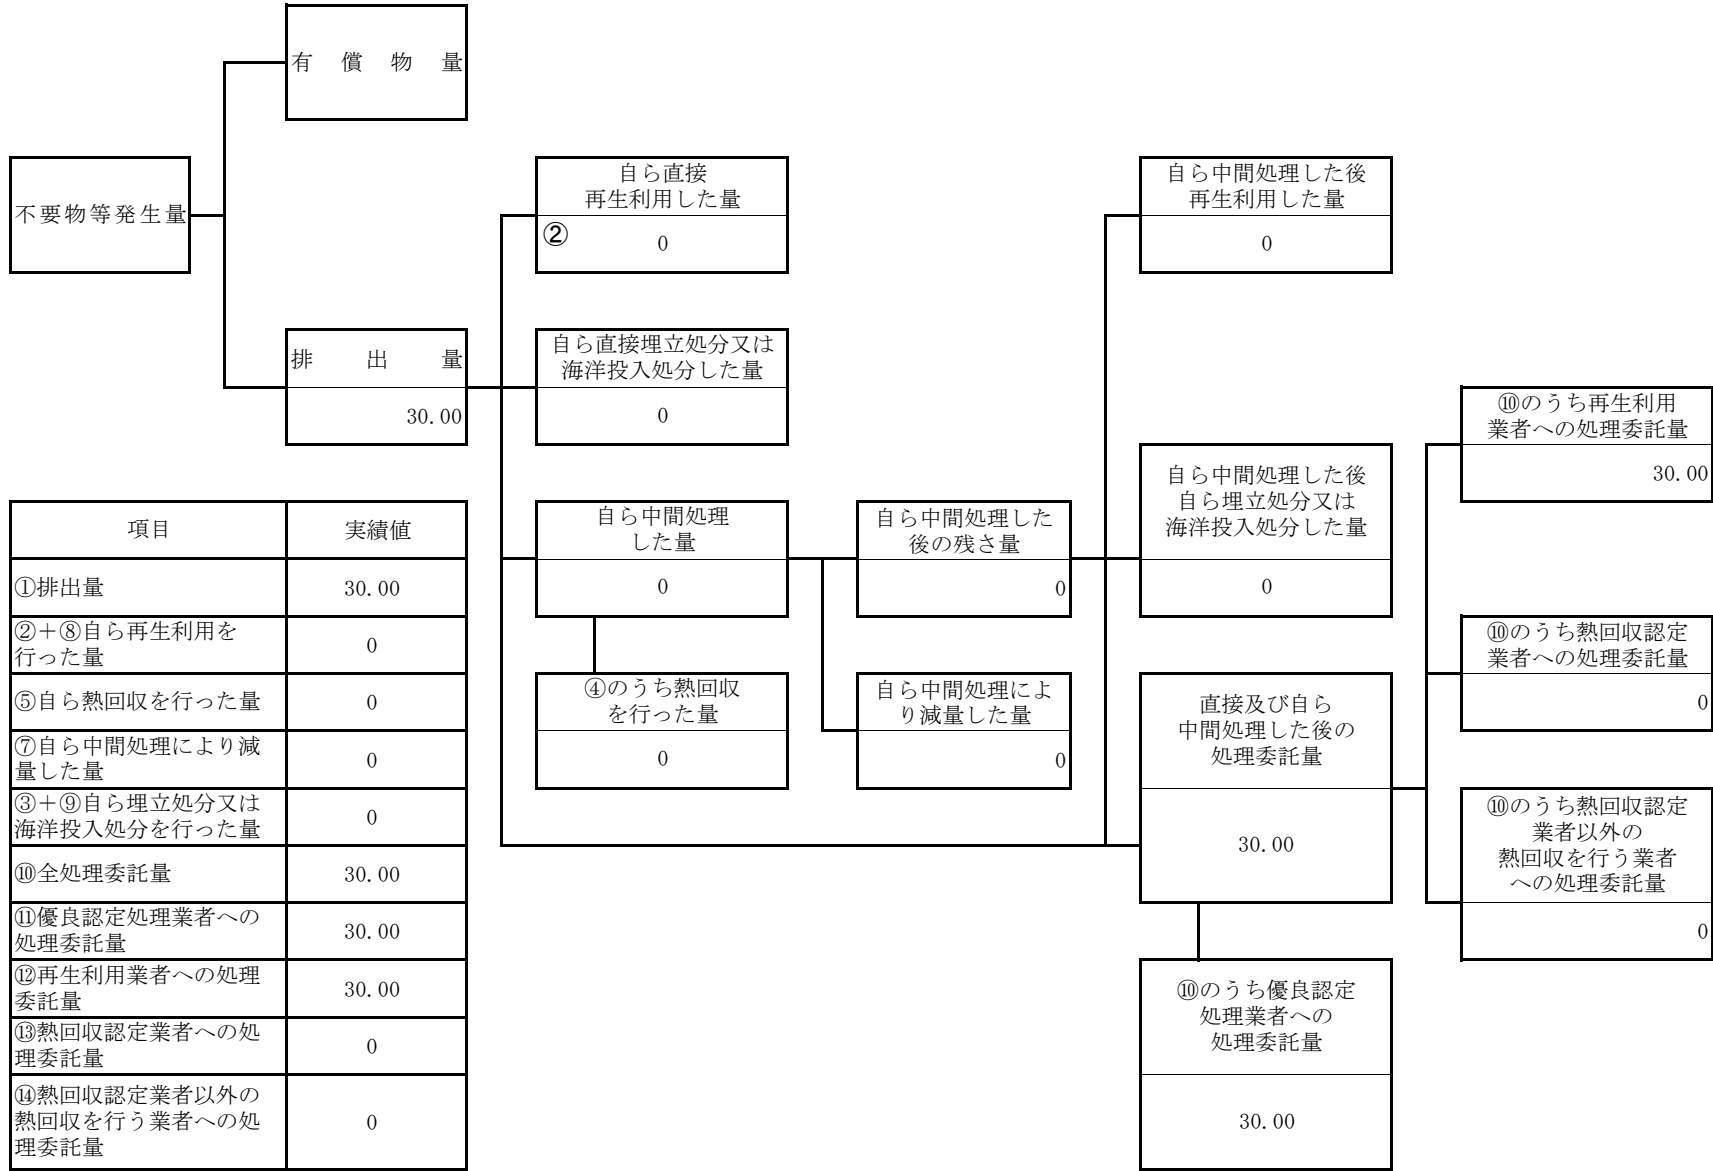 有償物量
不要物等発生量
自ら直接
再生利用した量
②
0
自ら中間処理した後
再生利用した量
0
排出量
30.00
自ら直接埋立処分又は
海洋投入処分した量
0
⑩のうち再生利用
業者への処理委託量
30.00
自ら中間処理
した量
0
自ら中間処理した
後の残さ量
0
自ら中間処理した後
自ら埋立処分又は
海洋投入処分した量
0
⑩のうち熱回収認定
業者への処理委託量
0
④のうち熱回収
を行った量
0
自ら中間処理によ
り減量した量
0
直接及び自ら
中間処理した後の
処理委託量
30.00
⑩のうち熱回収認定
業者以外の
熱回収を行う業者
への処理委託量
0
⑩のうち優良認定
処理業者への
処理委託量
30.00
項目 実績値
①排出量 30.00
②＋⑧自ら再生利用を
行った量
0
⑤自ら熱回収を行った量 0
⑦自ら中間処理により減
量した量
0
③＋⑨自ら埋立処分又は
海洋投入処分を行った量
0
⑩全処理委託量 30.00
⑪優良認定処理業者への
処理委託量
30.00
⑫再生利用業者への処理
委託量
30.00
⑬熱回収認定業者への処
理委託量
0
⑭熱回収認定業者以外の
熱回収を行う業者への処
理委託量
0